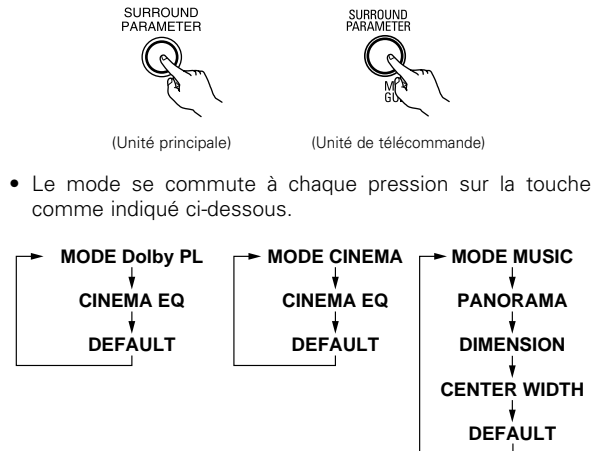 SURROUND
PARAMETER
SURROUND
PARAMETER
(Unité principale)
(Unité de télécommande)
• Le mode se commute à chaque pression sur la touche
comme indiqué ci-dessous.
MODE Dolby PL
CINEMA EQ
DEFAULT
MODE CINEMA
CINEMA EQ
DEFAULT
MODE MUSIC
PANORAMA
DIMENSION
CENTER WIDTH
DEFAULT